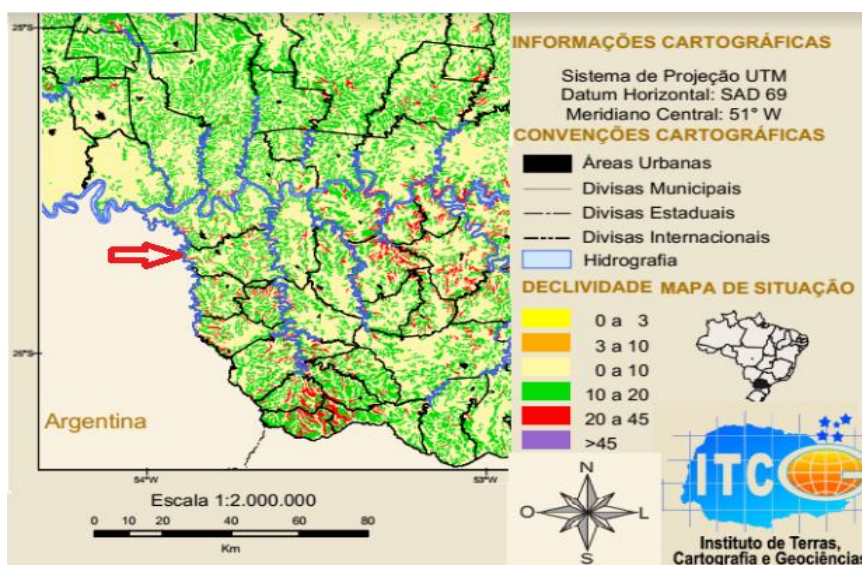 25°S
26°S
Argentina
54°W
53°W
Escala 1:2.000.000
0 10 20 40 60 80
Km
INFORMAÇÕES CARTOGRÁFICAS
Sistema de Projeção UTM
Datum Horizontal: SAD 69
Meridiano Central: 51° W
CONVENÇÕES CARTOGRÁFICAS
Áreas Urbanas
Divisas Municipais
Divisas Estaduais
Divisas Internacionais
Hidrografia
DECLIVIDADE
0 a 3
3 a 10
0 a 10
10 a 20
20 a 45
>45
MAPA DE SITUAÇÃO
N
O
L
S
ITCG
Instituto de Terras,
Cartografia e Geociências